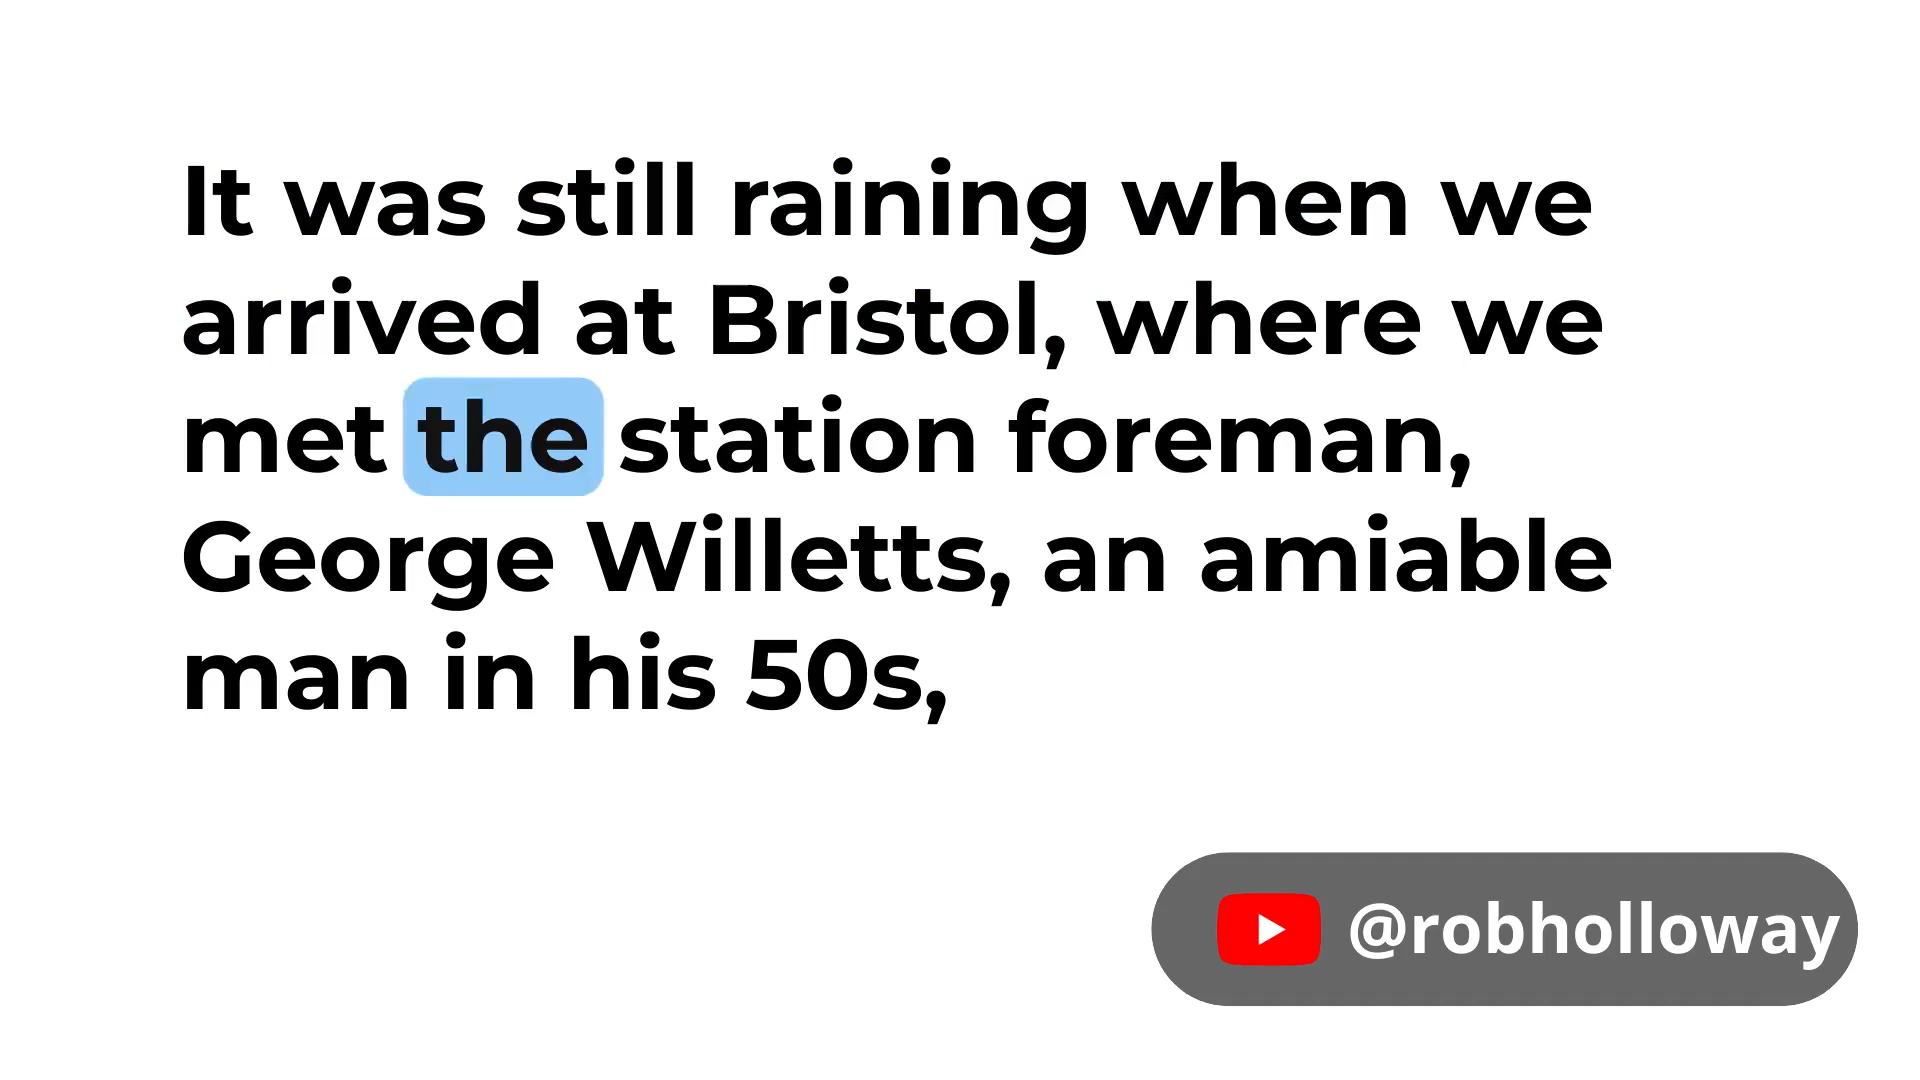 It was still raining when we
arrived at Bristol, where we
met the station foreman,
George Willetts, an amiable
man in his 50s,
@robholloway